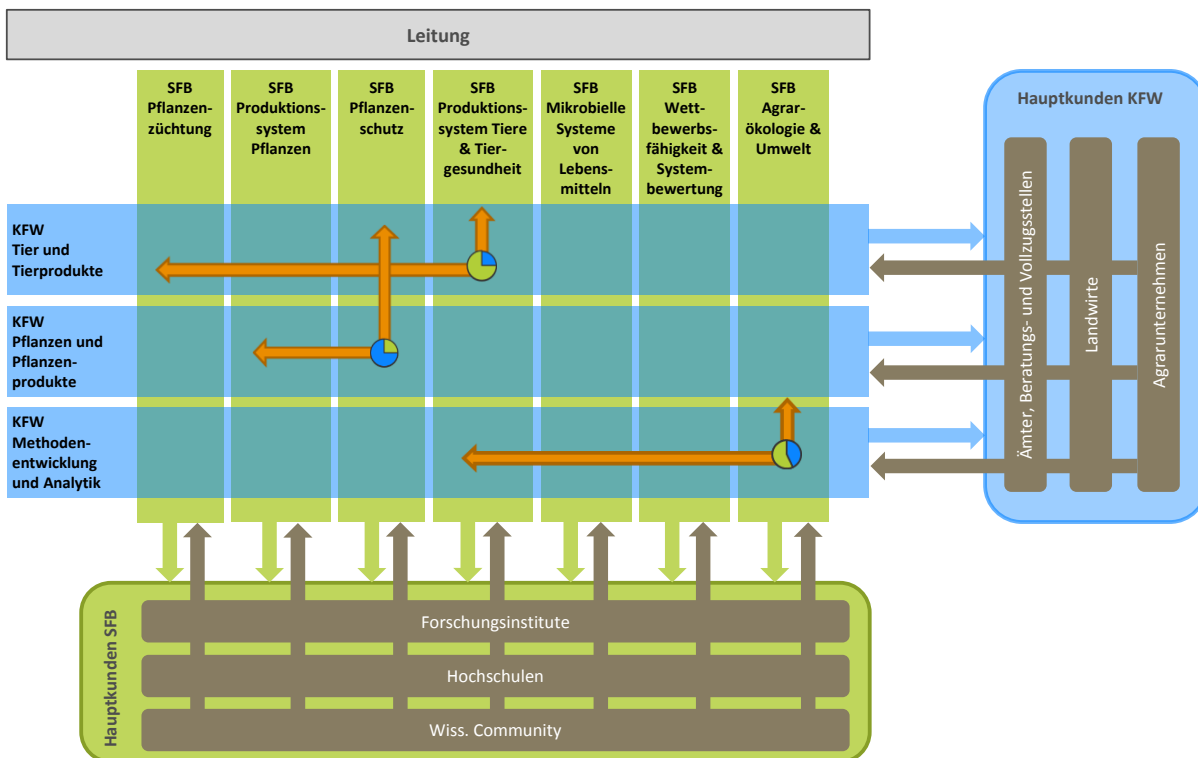 Leitung
SFB
Pflanzen-
züchtung
SFB
Produktions-
system
Pflanzen
SFB
Pflanzen-
schutz
SFB
Produktions-
system Tiere
& Tier-
gesundheit
SFB
Mikrobielle
Systeme
von
Lebens-
mitteln
SFB
Wett-
bewerbs-
fähigkeit &
System-
bewertung
SFB
Agrar-
ökologie &
Umwelt
KFW
Tier und
Tierprodukte
KFW
Pflanzen und
Pflanzen-
produkte
KFW
Methoden-
entwicklung
und Analytik
Hauptkunden KFW
Ämter, Beratungs- und Vollzugsstellen
Landwirte
Agrarunternehmen
Hauptkunden SFB
Forschungsinstitute
Hochschulen
Wiss. Community